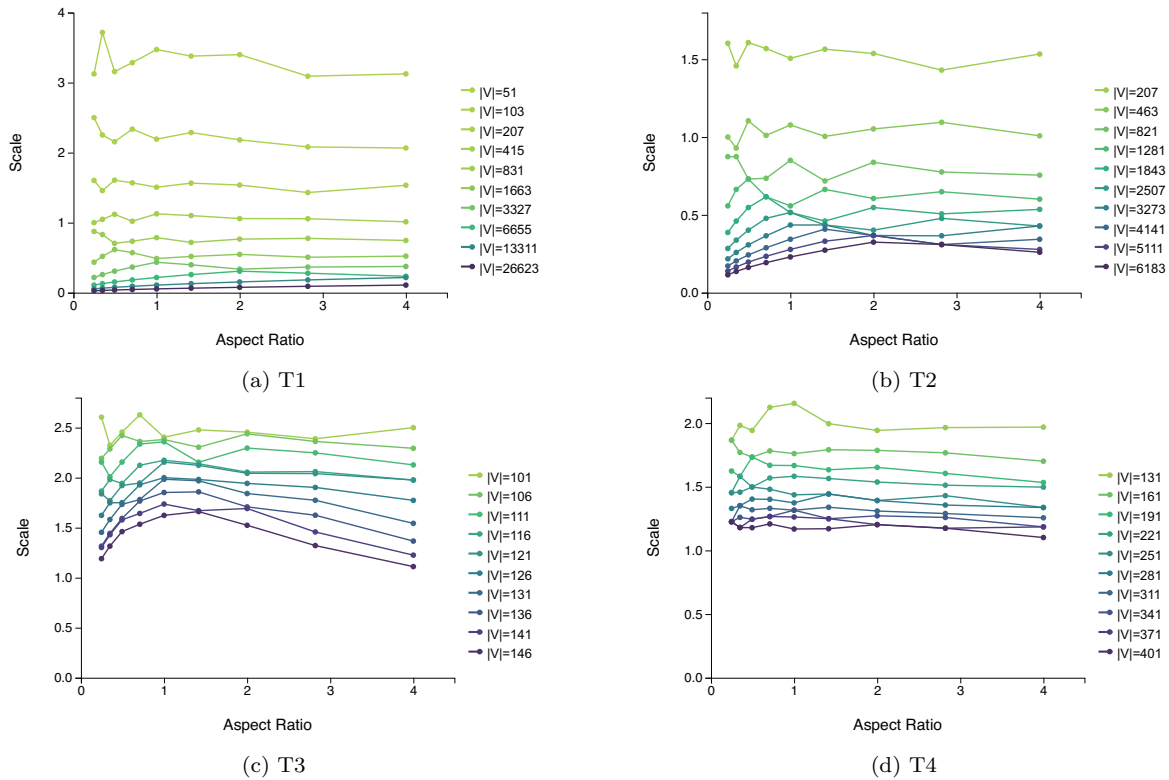 4
3
2
1
0
Scale
0
1
2
3
4
Aspect Ratio
|V|=51
|V|=103
|V|=207
|V|=415
|V|=831
|V|=1663
|V|=3327
|V|=6655
|V|=13311
|V|=26623
(a) T1
1.5
1.0
0.5
0.0
Scale
0
1
2
3
4
Aspect Ratio
|V|=207
|V|=463
|V|=821
|V|=1281
|V|=1843
|V|=2507
|V|=3273
|V|=4141
|V|=5111
|V|=6183
(b) T2
2.5
2.0
1.5
1.0
0.5
0.0
Scale
0
1
2
3
4
Aspect Ratio
|V|=101
|V|=106
|V|=111
|V|=116
|V|=121
|V|=126
|V|=131
|V|=136
|V|=141
|V|=146
(c) T3
2.0
1.5
1.0
0.5
0.0
Scale
0
1
2
3
4
Aspect Ratio
|V|=131
|V|=161
|V|=191
|V|=221
|V|=251
|V|=281
|V|=311
|V|=341
|V|=371
|V|=401
(d) T4